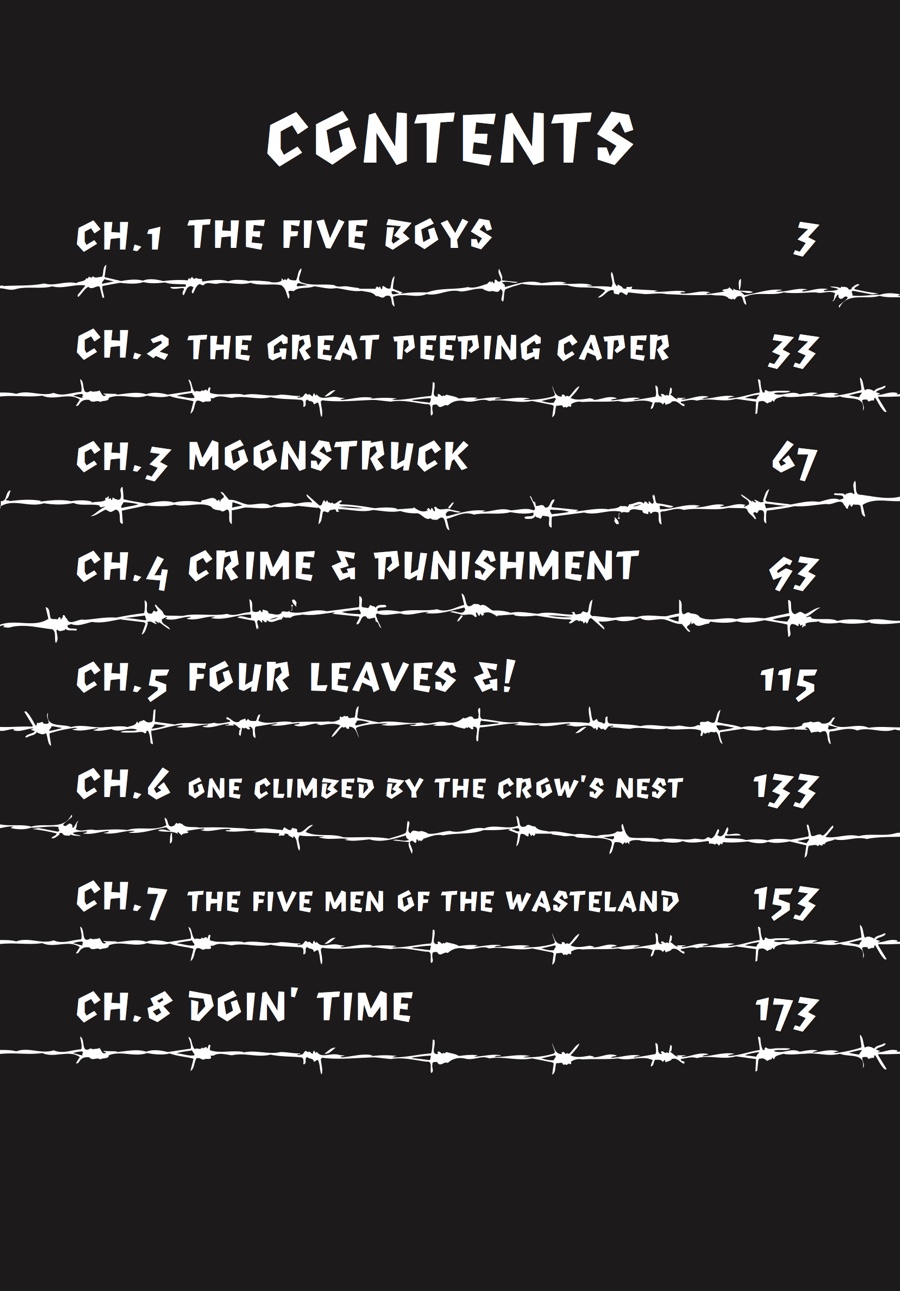 CONTENTS
CH.1 THE FIVE BOYS 3
CH.2 THE GREAT PEEPING CAPER 33
CH.3 MOONSTRUCK 67
CH.4 CRIME & PUNISHMENT 93
CH.5 FOUR LEAVES &! 115
CH.6 ONE CLIMBED BY THE CROW'S NEST 133
CH.7 THE FIVE MEN OF THE WASTELAND 153
CH.8 DOIN' TIME 173